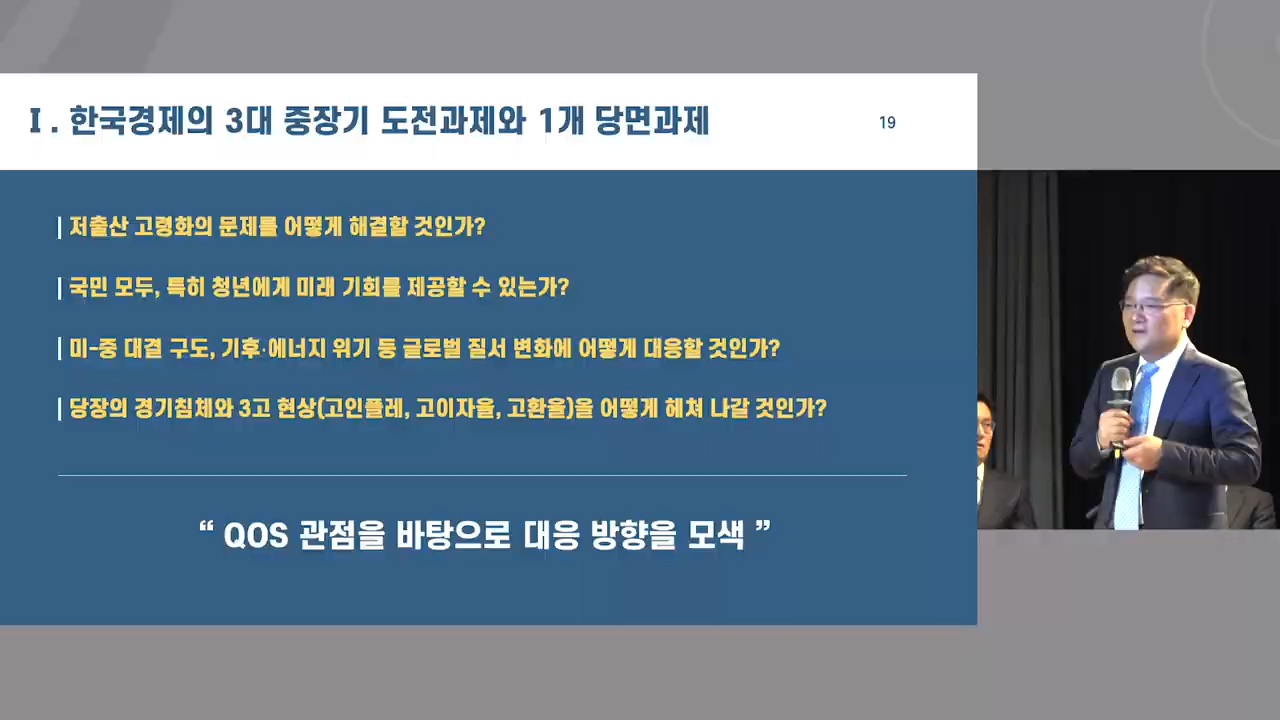 Ⅰ. 한국경제의 3대 중장기 도전과제와 1개 당면과제
19
저출산 고령화의 문제를 어떻게 해결할 것인가?
국민 모두, 특히 청년에게 미래 기회를 제공할 수 있는가?
미-중 대결 구도, 기후·에너지 위기 등 글로벌 질서 변화에 어떻게 대응할 것인가?
당장의 경기침체와 3고 현상(고인플레, 고이자율, 고환율)을 어떻게 헤쳐 나갈 것인가?
“ QOS 관점을 바탕으로 대응 방향을 모색 ”